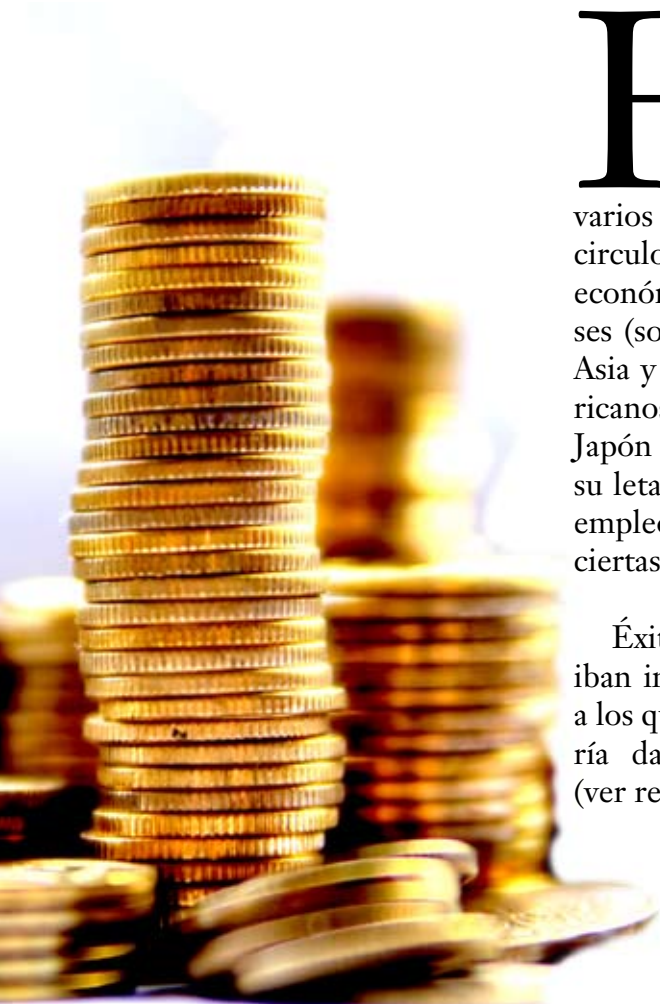 varios
circulo
económ
ses (so
Asia y
ricanos
Japón
su leta
empleo
ciertas
Éxit
iban in
a los qu
ría da
(ver re